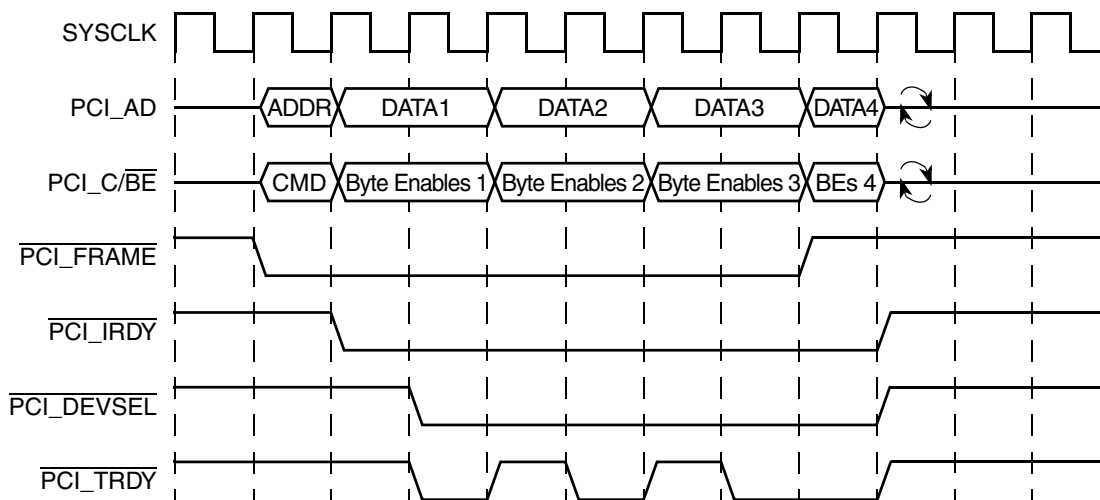 SYSCLK
PCI_AD ADDR DATA1 DATA2 DATA3 DATA4
PCI_C/BE CMD Byte Enables 1 Byte Enables 2 Byte Enables 3 BEs 4
PCI_FRAME
PCI_IRDY
PCI_DEVSEL
PCI_TRDY